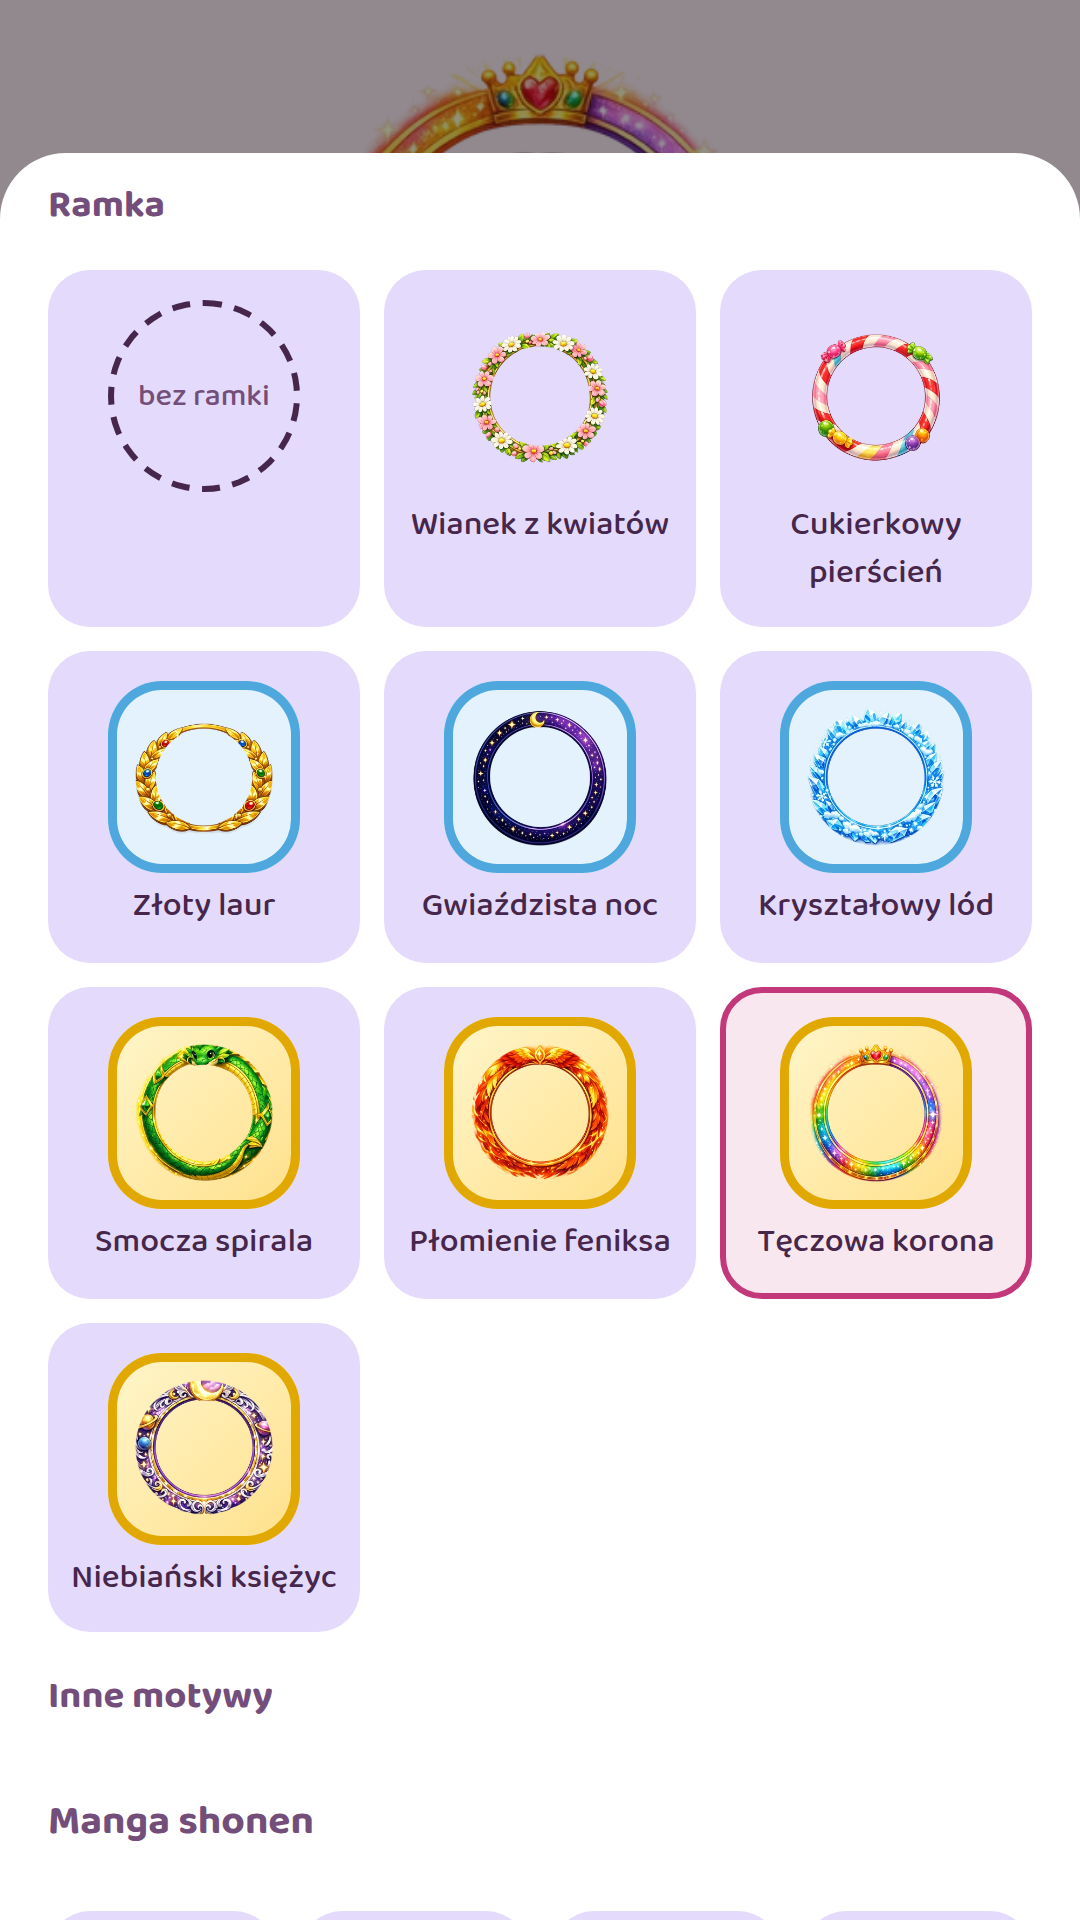 Ramka
bez ramki
Wianek z kwiatów
Cukierkowy
pierścień
Złoty laur
Gwiaździsta noc
Kryształowy lód
Smocza spirala
Płomienie feniksa
Tęczowa korona
Niebiański księżyc
Inne motywy
Manga shonen